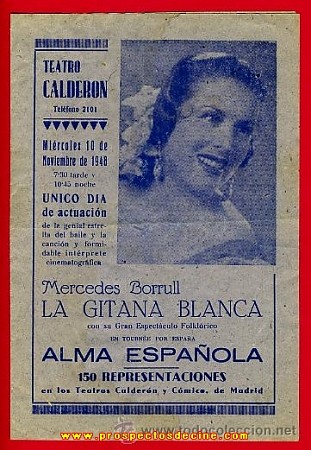 TEATRO
CALDERON
Teléfono 2101
Miércoles 10 de
Noviembre de 1948
7'30 tarde y
10'45 noche
UNICO DIA
de actuación
de la genial estre-
lla del baile y la
canción y formi-
dable intérprete
cinematográfica
Mercedes Borrull
LA GITANA BLANCA
con su Gran Espectáculo Folklórico
EN TOURNÉE POR ESPAÑA
ALMA ESPAÑOLA
150 REPRESENTACIONES
en los Teatros Calderón y Cómico, de Madrid
www.prospectosdecine.com
todocoleccion.net